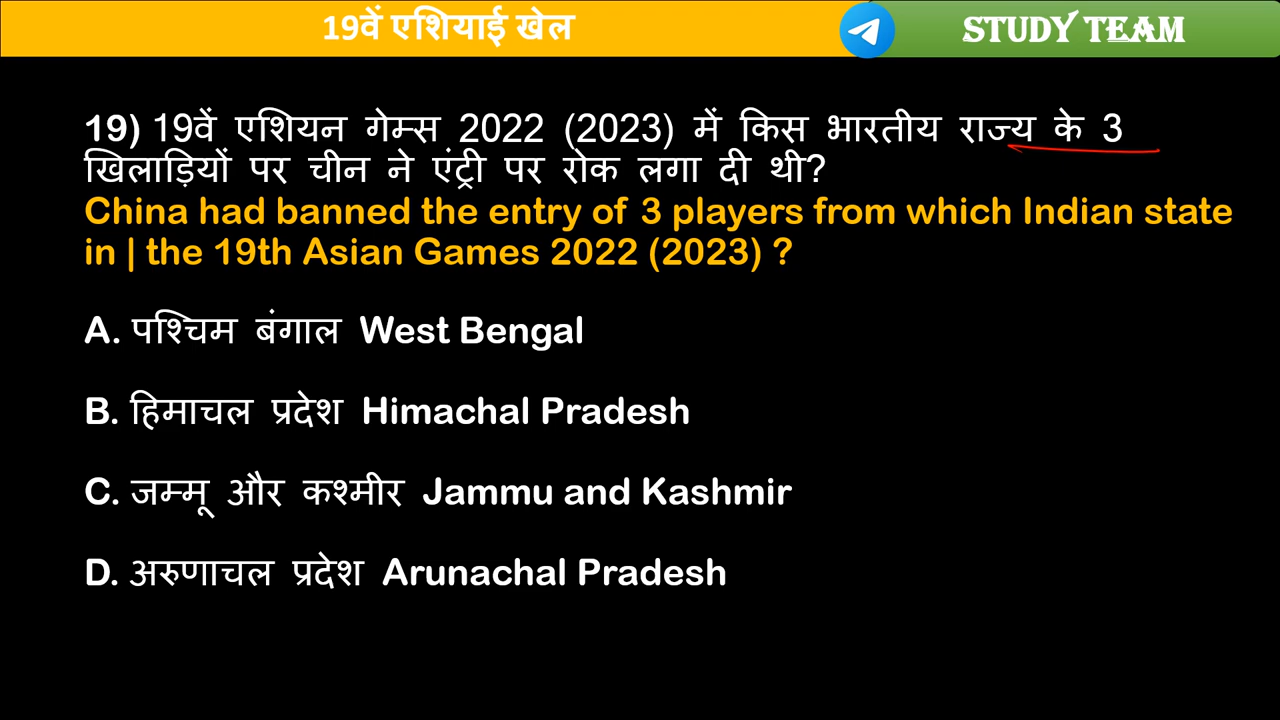 19वें एशियाई खेल
STUDY TEAM
19) 19वें एशियन गेम्स 2022 (2023) में किस भारतीय राज्य के 3
खिलाड़ियों पर चीन ने एंट्री पर रोक लगा दी थी?
China had banned the entry of 3 players from which Indian state
in | the 19th Asian Games 2022 (2023) ?
A. पश्चिम बंगाल West Bengal
B. हिमाचल प्रदेश Himachal Pradesh
C. जम्मू और कश्मीर Jammu and Kashmir
D. अरुणाचल प्रदेश Arunachal Pradesh